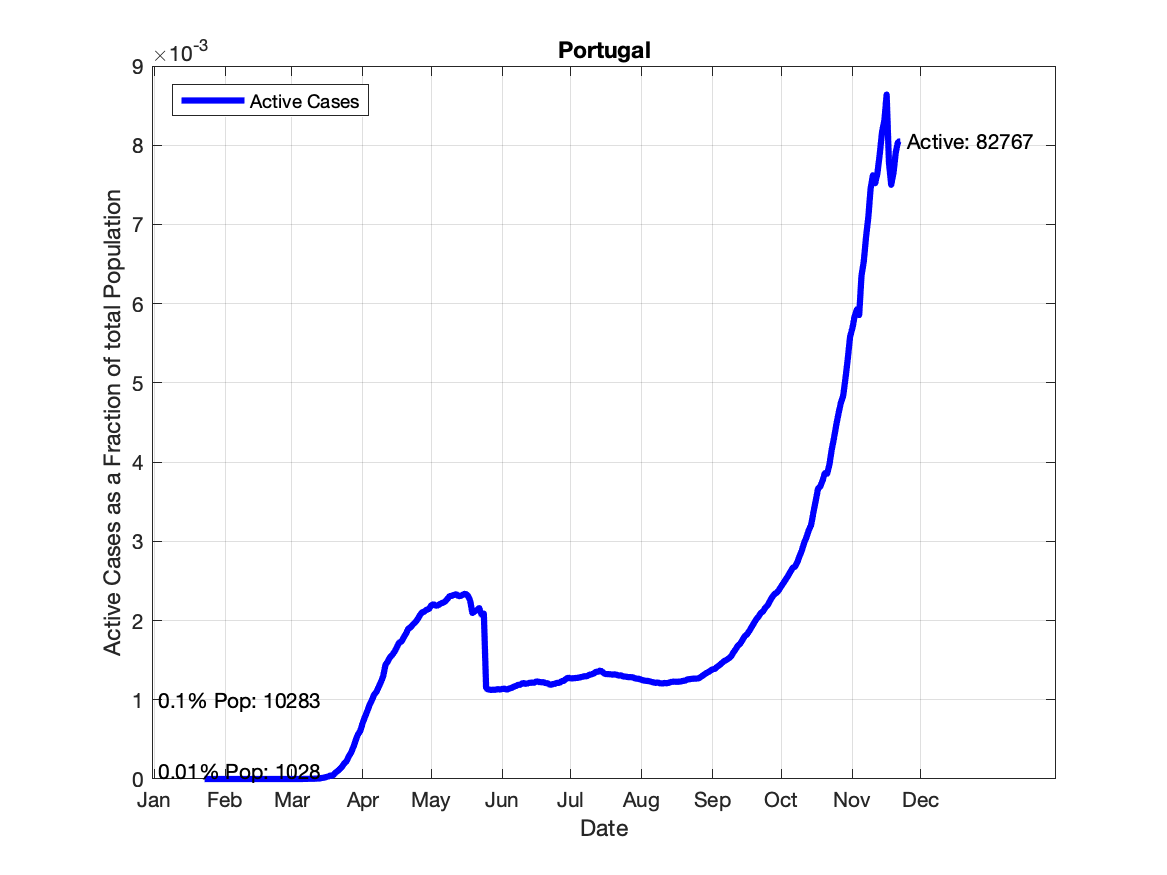 Portugal
×10-3
Active Cases
Active Cases as a Fraction of total Population
9
8
7
6
5
4
3
2
1
0
Active: 82767
0.1% Pop: 10283
0.01% Pop: 1028
Jan Feb Mar Apr May Jun Jul Aug Sep Oct Nov Dec
Date